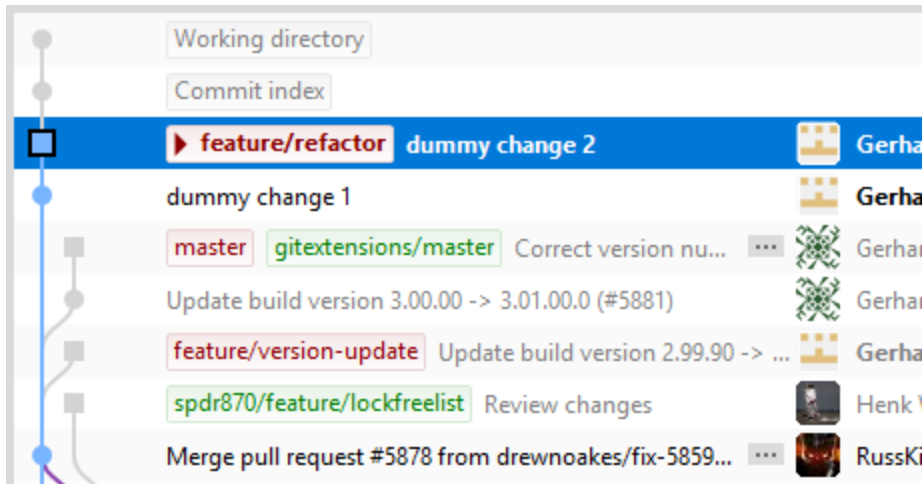 Working directory
Commit index
feature/refactor dummy change 2 Gerha
dummy change 1 Gerha
master gitextensions/master Correct version nu... ... Gerhar
Update build version 3.00.00 -> 3.01.00.0 (#5881) Gerhar
feature/version-update Update build version 2.99.90 -> ... Gerha
spdr870/feature/lockfreelist Review changes Henk
Merge pull request #5878 from drewnoakes/fix-5859... ... RussKi